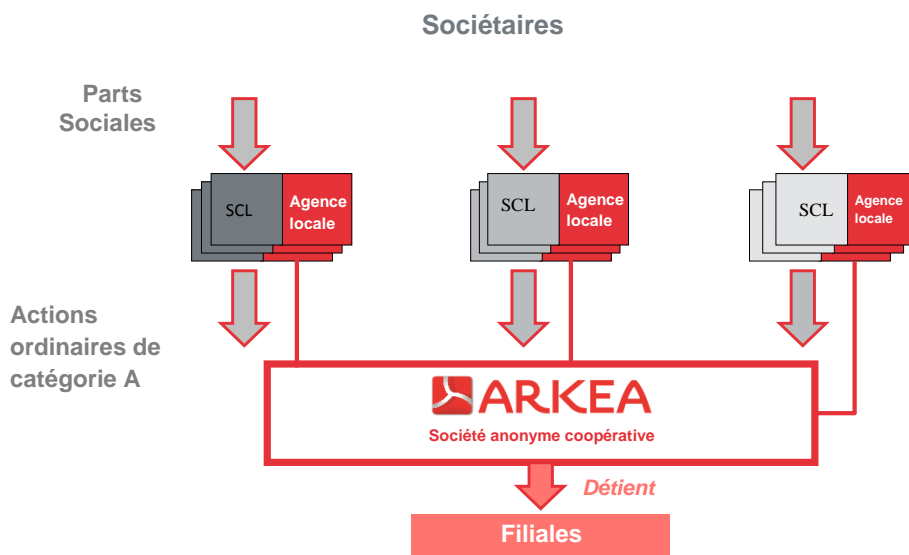 Sociétaires
Parts
Sociales
SCL
Agence
locale
SCL
Agence
locale
SCL
Agence
locale
Actions
ordinaires de
catégorie A
ARKEA
Société anonyme coopérative
Détient
Filiales